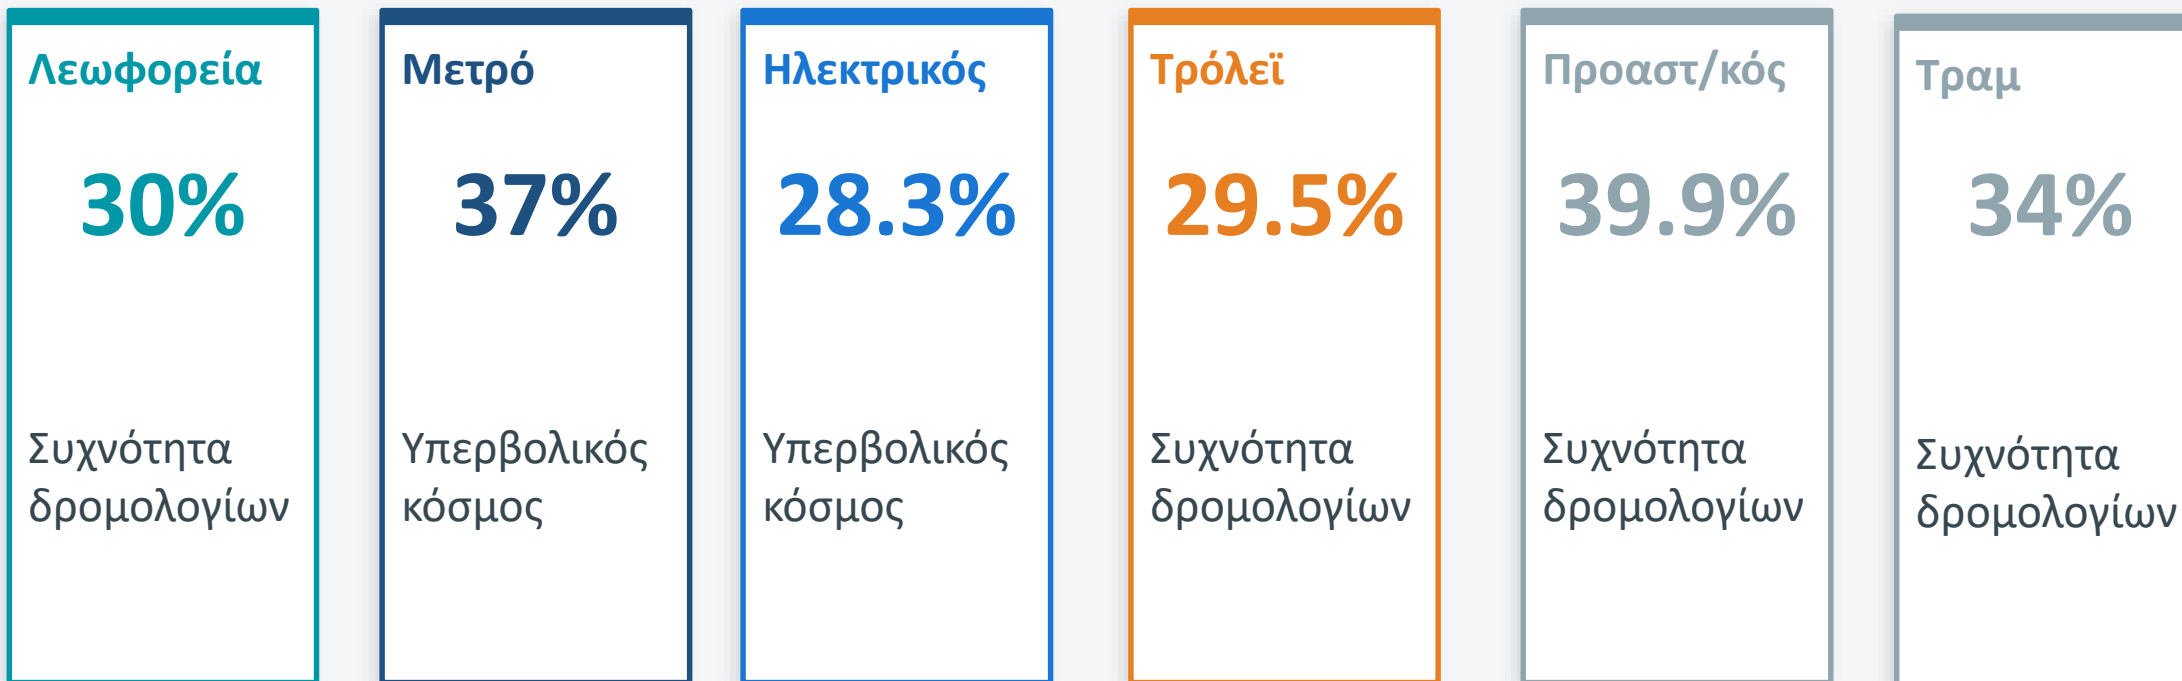 Λεωφορεία
30%
Συχνότητα
δρομολογίων
Μετρό
37%
Υπερβολικός
κόσμος
Ηλεκτρικός
28.3%
Υπερβολικός
κόσμος
Τρόλεϊ
29.5%
Συχνότητα
δρομολογίων
Προαστ/κός
39.9%
Συχνότητα
δρομολογίων
Τραμ
34%
Συχνότητα
δρομολογίων